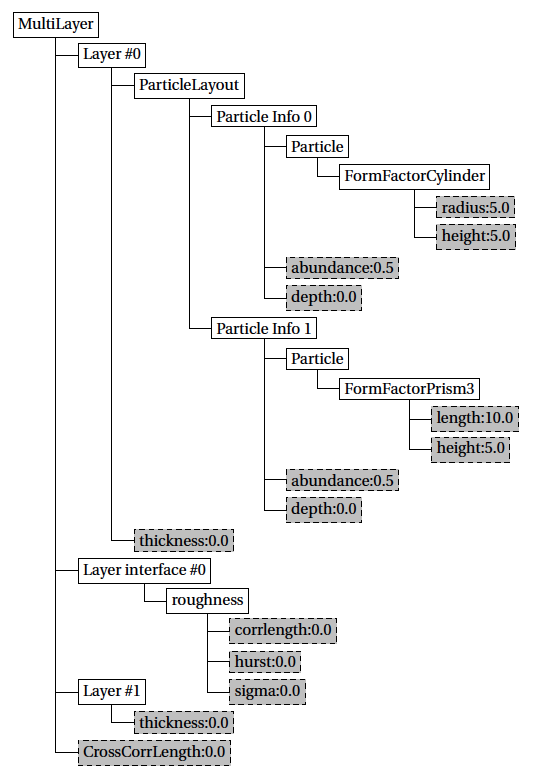 MultiLayer
Layer #0
ParticleLayout
Particle Info 0
Particle
FormFactorCylinder
radius:5.0
height:5.0
abundance:0.5
depth:0.0
Particle Info 1
Particle
FormFactorPrism3
length:10.0
height:5.0
abundance:0.5
depth:0.0
thickness:0.0
Layer interface #0
roughness
corrlength:0.0
hurst:0.0
sigma:0.0
Layer #1
thickness:0.0
CrossCorrLength:0.0